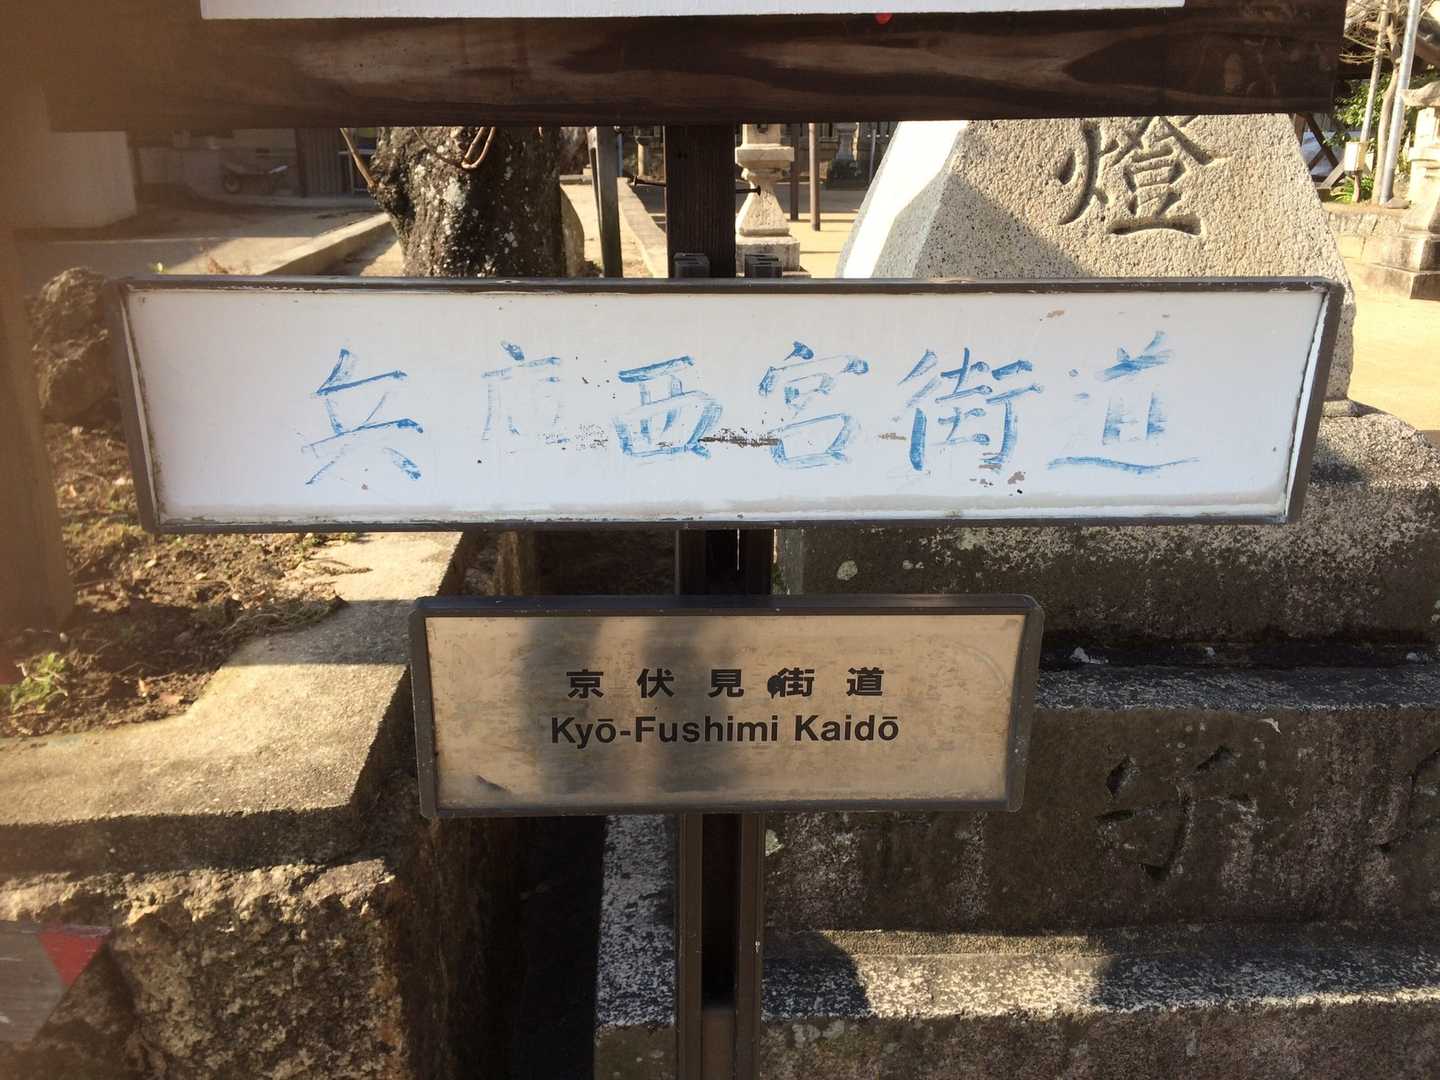 燈
兵庫西宮街道
京伏見街道
Kyō-Fushimi Kaidō